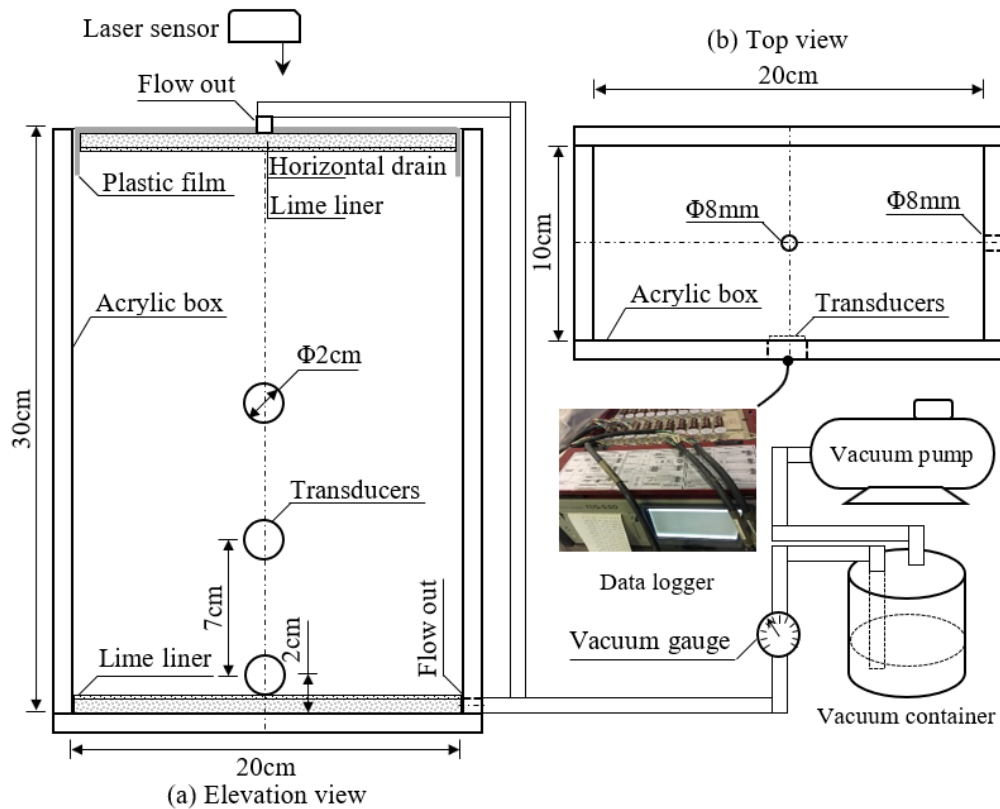 Laser sensor
Flow out
Horizontal drain
Plastic film
Lime liner
Acrylic box
Φ2cm
30cm
Transducers
7cm
2cm
Flow out
Lime liner
20cm
(a) Elevation view
(b) Top view
20cm
Φ8mm
Φ8mm
10cm
Acrylic box
Transducers
Vacuum pump
Data logger
Vacuum gauge
Vacuum container